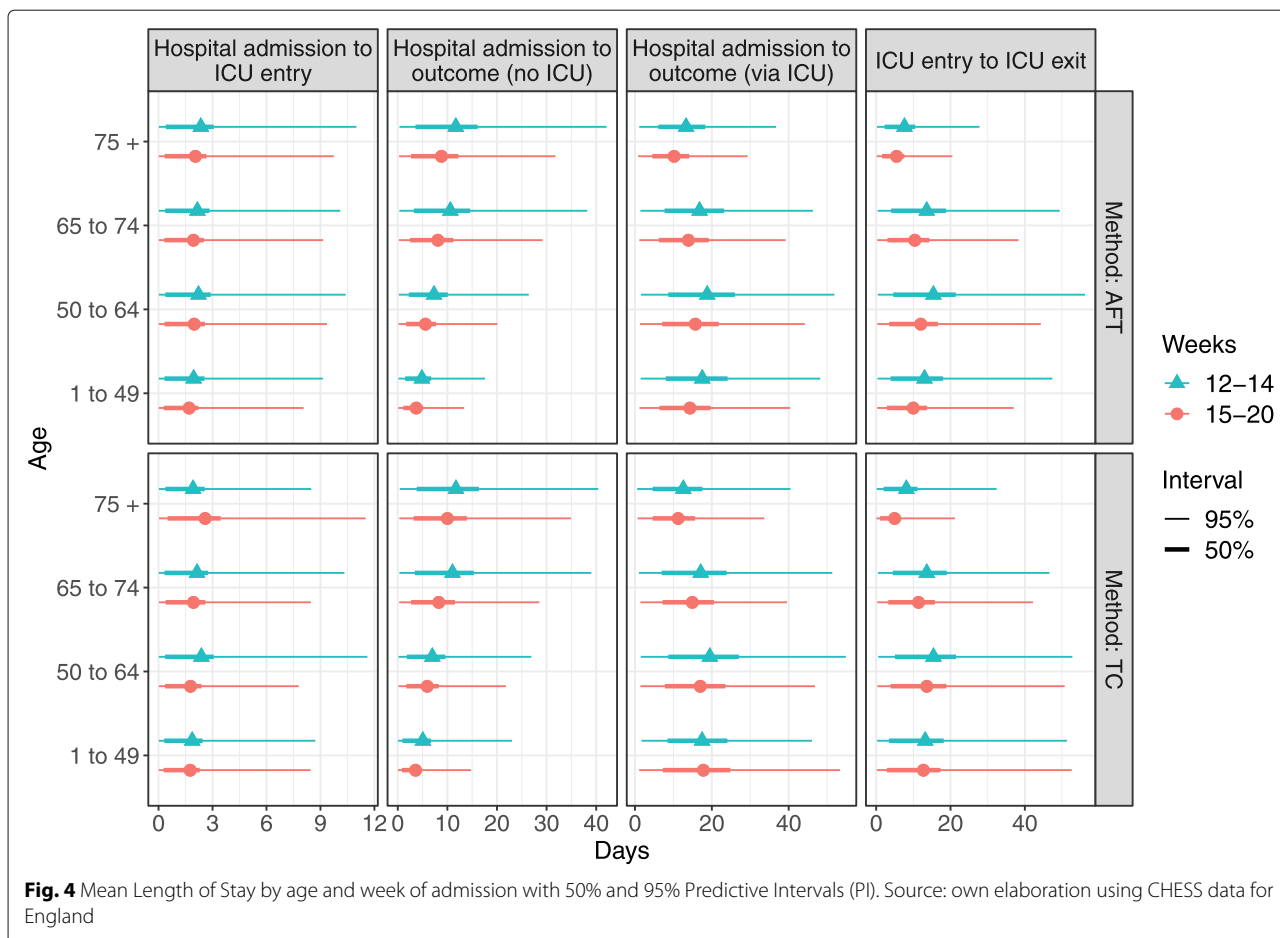 Hospital admission to
ICU entry
Hospital admission to
outcome (no ICU)
Hospital admission to
outcome (via ICU)
ICU entry to ICU exit
75 +
65 to 74
50 to 64
1 to 49
Method: AFT
75 +
65 to 74
50 to 64
1 to 49
Method: TC
Age
0 3 6 9 12 0 10 20 30 40 0 20 40 0 20 40
Days
Weeks
12–14
15–20
Interval
95%
50%
Fig. 4 Mean Length of Stay by age and week of admission with 50% and 95% Predictive Intervals (PI). Source: own elaboration using CHESS data for
England